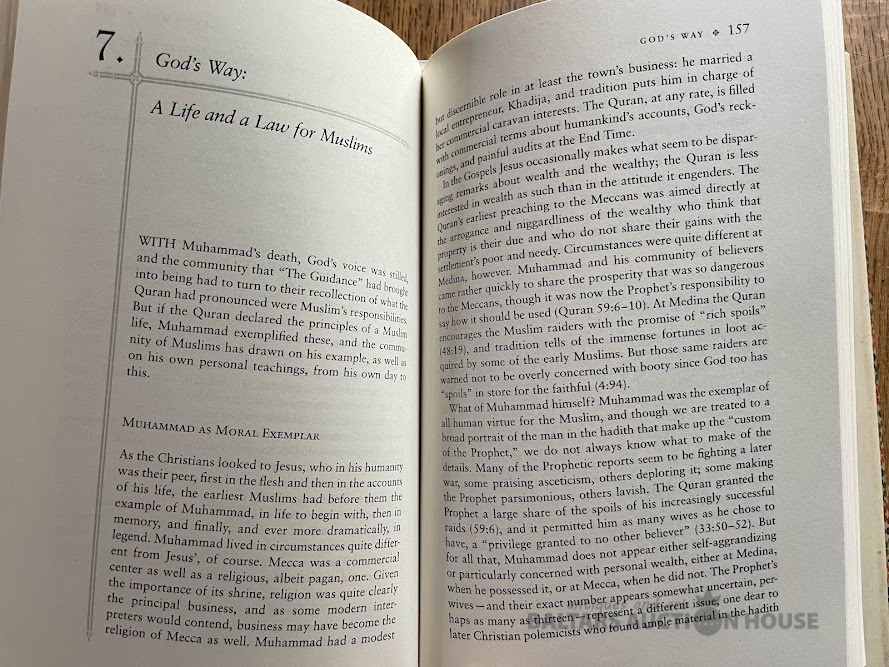 7.
God's Way:
A Life and a Law for Muslims
WITH Muhammad's death, God's voice was stilled,
and the community that "The Guidance" had brought
into being had to turn to their recollection of what the
Quran had pronounced were Muslim's responsibilities.
But if the Quran declared the principles of a Muslim
life, Muhammad exemplified these, and the commu-
nity of Muslims has drawn on his example, as well as
on his own personal teachings, from his own day to
this.
MUHAMMAD AS MORAL EXEMPLAR
As the Christians looked to Jesus, who in his humanity
was their peer, first in the flesh and then in the accounts
of his life, the earliest Muslims had before them the
example of Muhammad, in life to begin with, then in
memory, and finally, and ever more dramatically, in
legend. Muhammad lived in circumstances quite differ-
ent from Jesus', of course. Mecca was a commercial
center as well as a religious, albeit pagan, one. Given
the importance of its shrine, religion was quite clearly
the principal business, and as some modern inter-
preters would contend, business may have become the
religion of Mecca as well. Muhammad had a modest
GOD'S WAY ❖ 157
but discernible role in at least the town's business: he married a
local entrepreneur, Khadija, and tradition puts him in charge of
her commercial caravan interests. The Quran, at any rate, is filled
with commercial terms about humankind's accounts, God's reck-
onings, and painful audits at the End Time.
In the Gospels Jesus occasionally makes what seem to be dispar-
aging remarks about wealth and the wealthy; the Quran is less
interested in wealth as such than in the attitude it engenders. The
Quran's earliest preaching to the Meccans was aimed directly at
the arrogance and niggardliness of the wealthy who think that
property is their due and who do not share their gains with the
settlement's poor and needy. Circumstances were quite different at
Medina, however. Muhammad and his community of believers
came rather quickly to share the prosperity that was so dangerous
to the Meccans, though it was now the Prophet's responsibility to
say how it should be used (Quran 59:6–10). At Medina the Quran
encourages the Muslim raiders with the promise of "rich spoils"
(48:19), and tradition tells of the immense fortunes in loot ac-
quired by some of the early Muslims. But those same raiders are
warned not to be overly concerned with booty since God too has
"spoils" in store for the faithful (4:94).
What of Muhammad himself? Muhammad was the exemplar of
all human virtue for the Muslim, and though we are treated to a
broad portrait of the man in the hadith that make up the "custom
of the Prophet," we do not always know what to make of the
details. Many of the Prophetic reports seem to be fighting a later
war, some praising asceticism, others deploring it; some making
the Prophet parsimonious, others lavish. The Quran granted the
Prophet a large share of the spoils of his increasingly successful
raids (59:6), and it permitted him as many wives as he chose to
have, a "privilege granted to no other believer" (33:50–52). But
for all that, Muhammad does not appear either self-aggrandizing
or particularly concerned with personal wealth, either at Medina,
when he possessed it, or at Mecca, when he did not. The Prophet's
wives—and their exact number appears somewhat uncertain, per-
haps as many as thirteen—represent a different issue, one dear to
later Christian polemicists who found ample material in the hadith
BALTABS AUCTION HOUSE